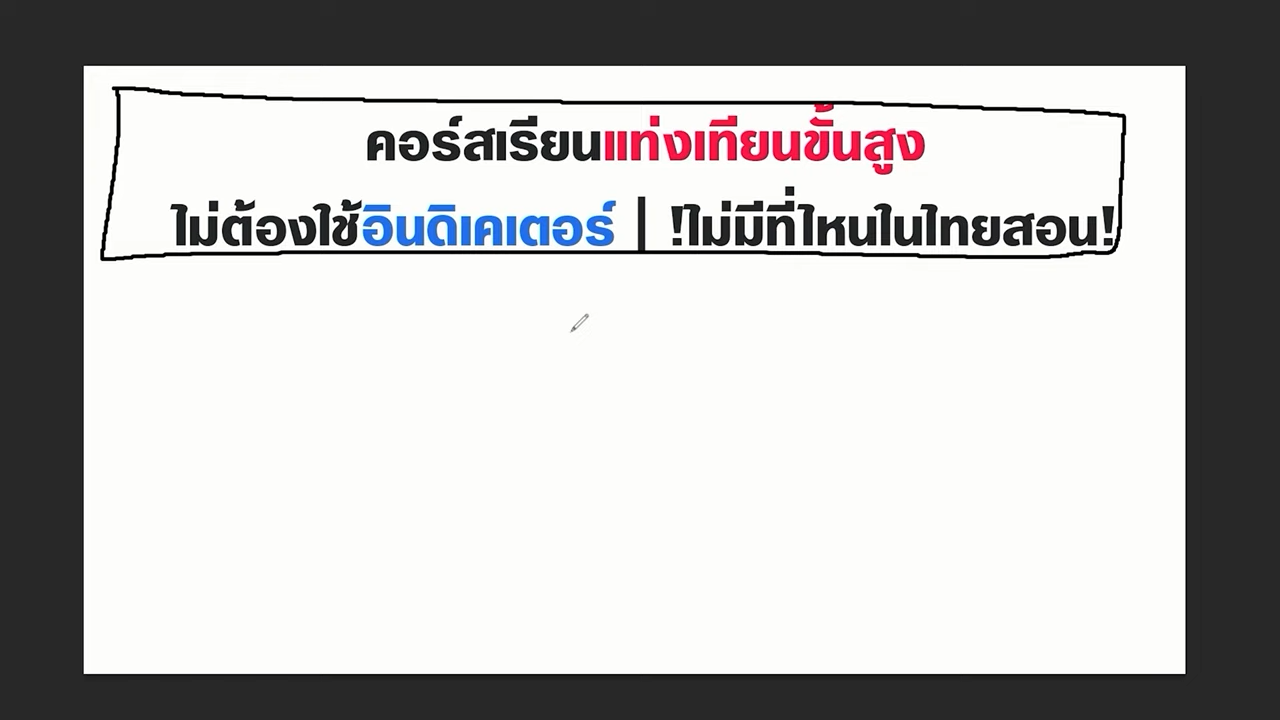 คอร์สเรียนแท่งเทียนขั้นสูง
ไม่ต้องใช้อินดิเคเตอร์ | !ไม่มีที่ไหนในไทยสอน!